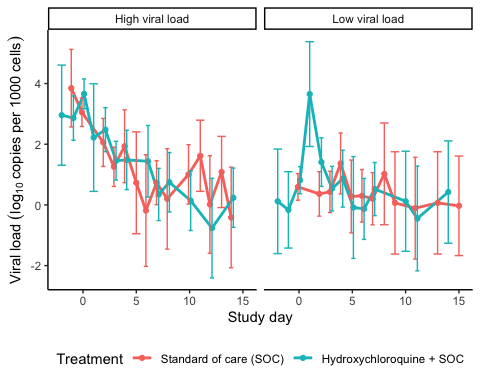 High viral load
Low viral load
Viral load (log₁₀ copies per 1000 cells)
4
2
0
-2
0
5
10
15
0
5
10
15
Study day
Treatment
Standard of care (SOC)
Hydroxychloroquine + SOC